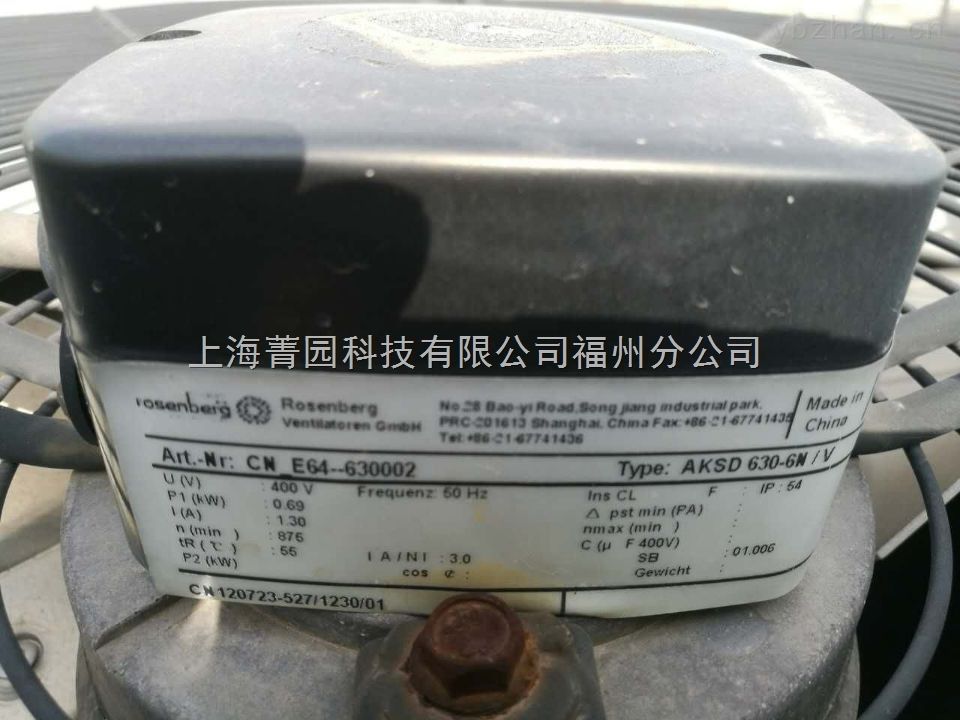 ybzhan.cn
上海菁园科技有限公司福州分公司
rosenberg Rosenberg Ventilatoren GmbH
No.28 Bao-yi Road,Song jiang industrial park,
PRC-201613 Shanghai, China Fax:+86-21-67741435
Tel:+86-21-67741436
Made in China
Art.-Nr: CN_E64--630002 Type: AKSD 630-6N / V
U (V) : 400 V Frequenz: 50 Hz Ins CL F : IP : 54
P1 (kW) : 0.69 Δ pst min (PA)
I (A) : 1.30 nmax (min ) :
n (min ) : 876 C (μ F 400V)
tR (℃) : 55 I A / N I : 3.0 SB : 01.006
P2 (kW) cos ¢ : Gewicht :
CN120723-527/1230/01